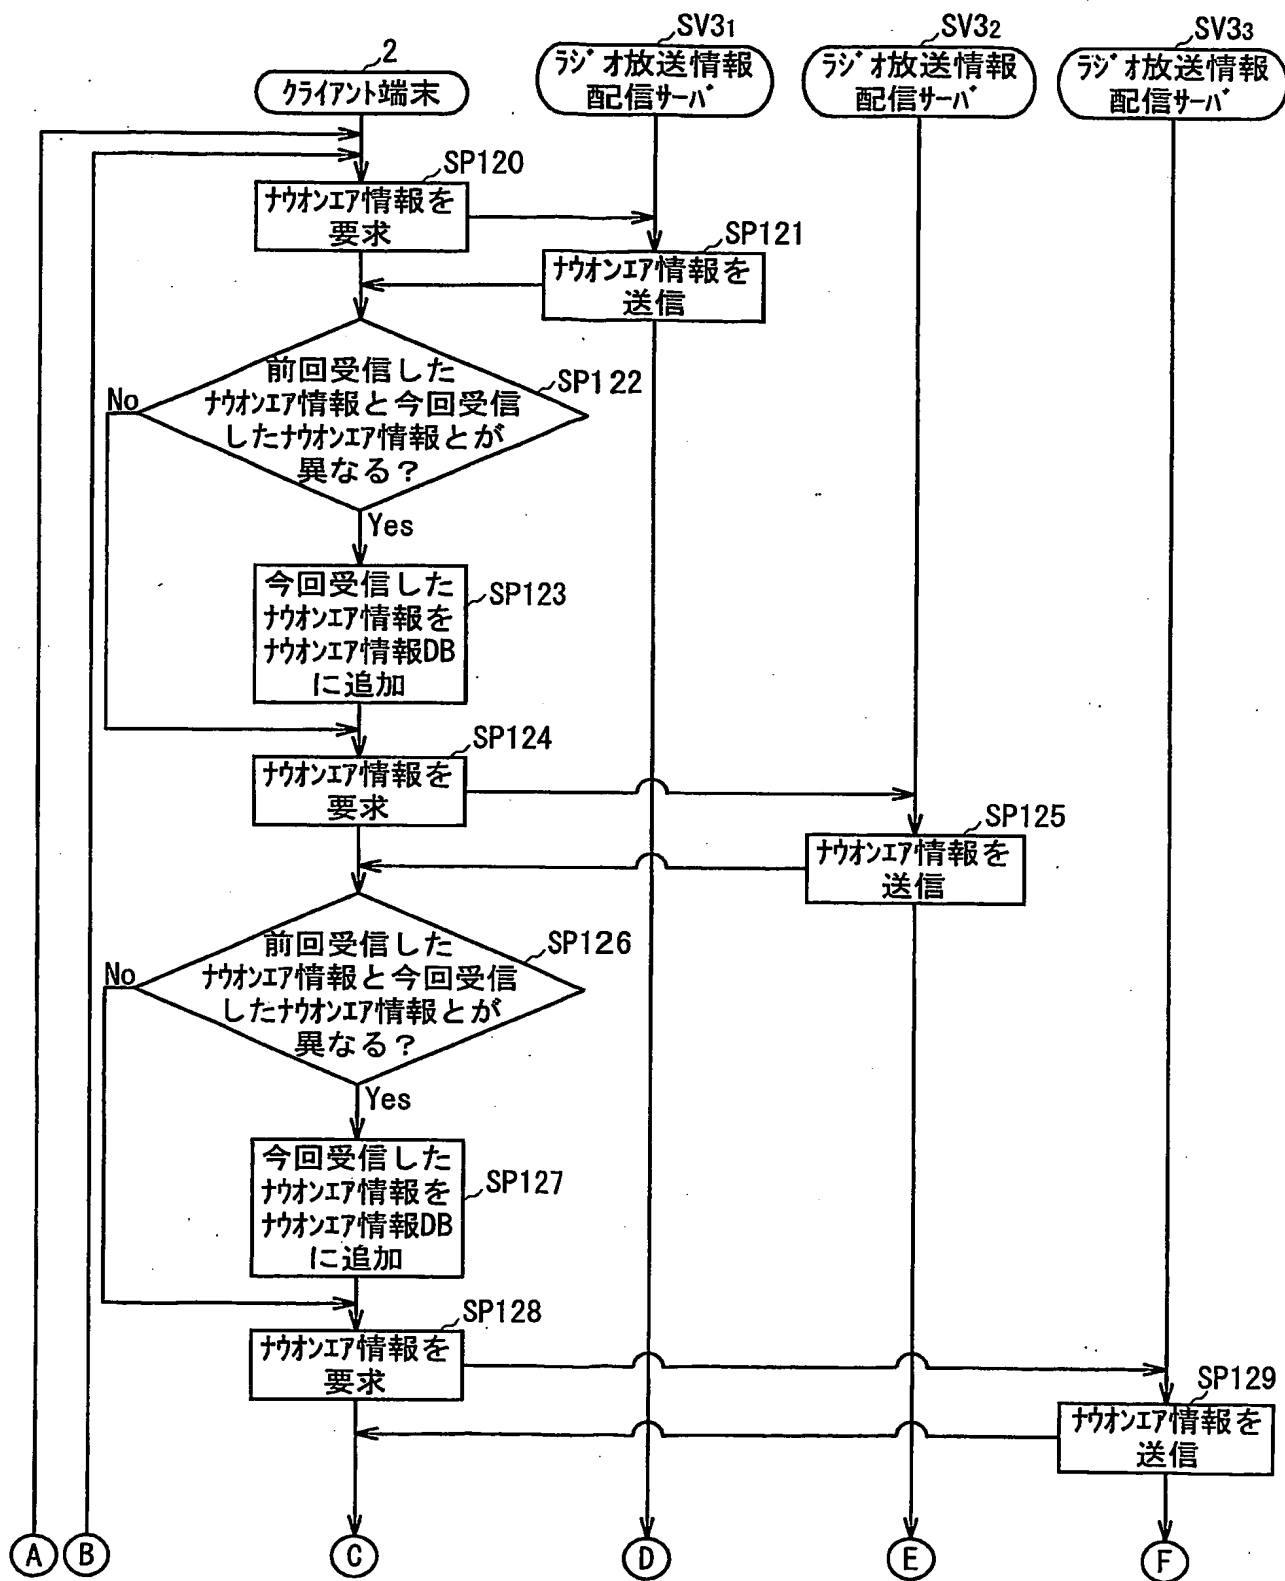 2
クライアント端末
SV31
ラジオ放送情報
配信サーバ
SV32
ラジオ放送情報
配信サーバ
SV33
ラジオ放送情報
配信サーバ
SP120
ナウオンエア情報を
要求
SP121
ナウオンエア情報を
送信
SP122
前回受信した
ナウオンエア情報と今回受信
したナウオンエア情報とが
異なる?
No
Yes
SP123
今回受信した
ナウオンエア情報を
ナウオンエア情報DB
に追加
SP124
ナウオンエア情報を
要求
SP125
ナウオンエア情報を
送信
SP126
前回受信した
ナウオンエア情報と今回受信
したナウオンエア情報とが
異なる?
No
Yes
SP127
今回受信した
ナウオンエア情報を
ナウオンエア情報DB
に追加
SP128
ナウオンエア情報を
要求
SP129
ナウオンエア情報を
送信
A
B
C
D
E
F